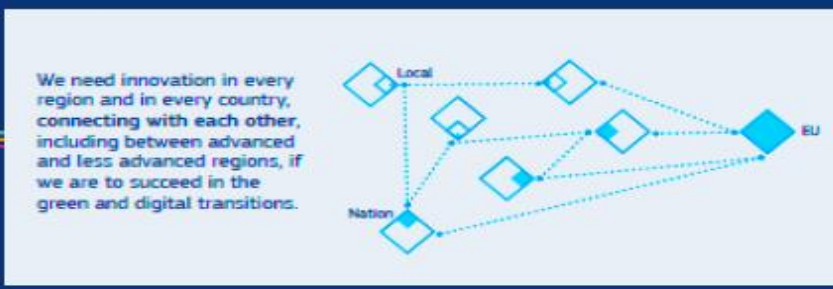 We need innovation in every
region and in every country,
connecting with each other,
including between advanced
and less advanced regions, if
we are to succeed in the
green and digital transitions.
Local
EU
Nation